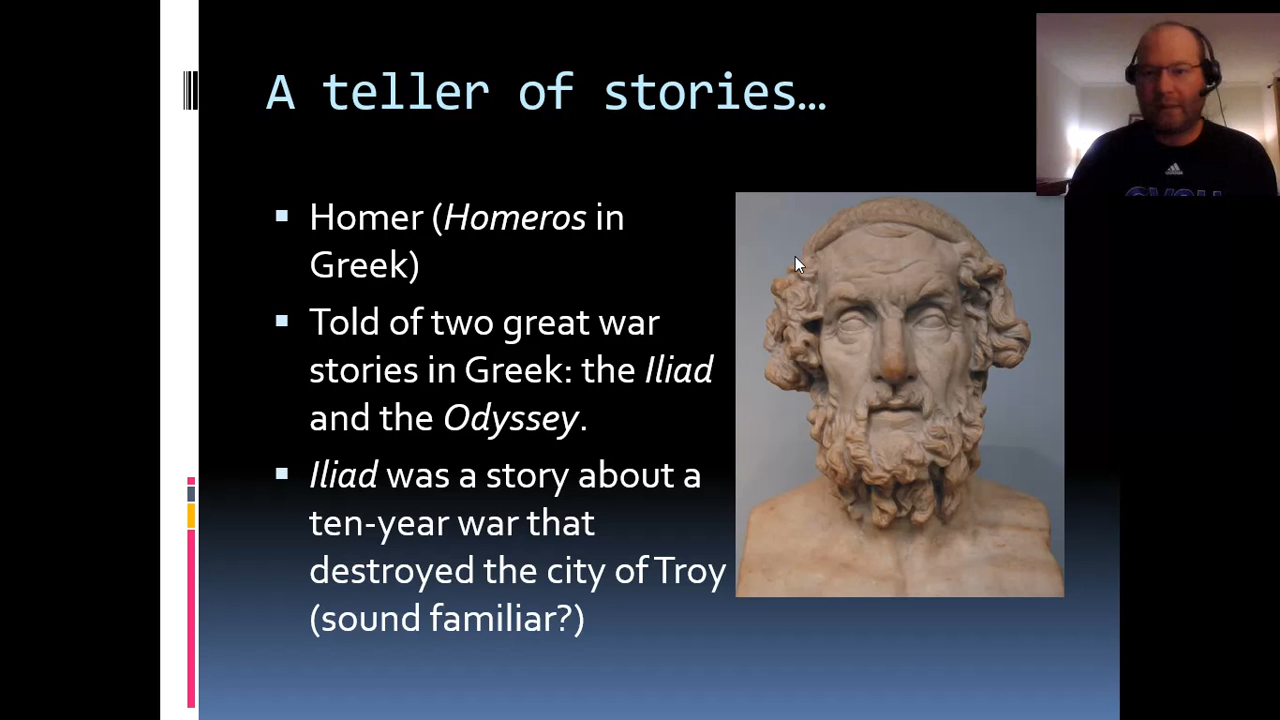 A teller of stories…
Homer (Homeros in
Greek)
Told of two great war
stories in Greek: the Iliad
and the Odyssey.
Iliad was a story about a
ten-year war that
destroyed the city of Troy
(sound familiar?)